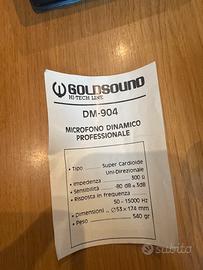 GOLDSOUND
HI-TECH LINE
DM-904
MICROFONO DINAMICO
PROFESSIONALE
• Tipo ........ Super Cardioide
Uni-Direzionale
• Impedenza ........ 300 Ω
• Sensibilità ........ -80 dB ± 3dB
• Risposta in frequenza ........
50 - 15000 Hz
• Dimensioni .. ∅53 x 174 mm
• Peso ........ 540 gr
subito